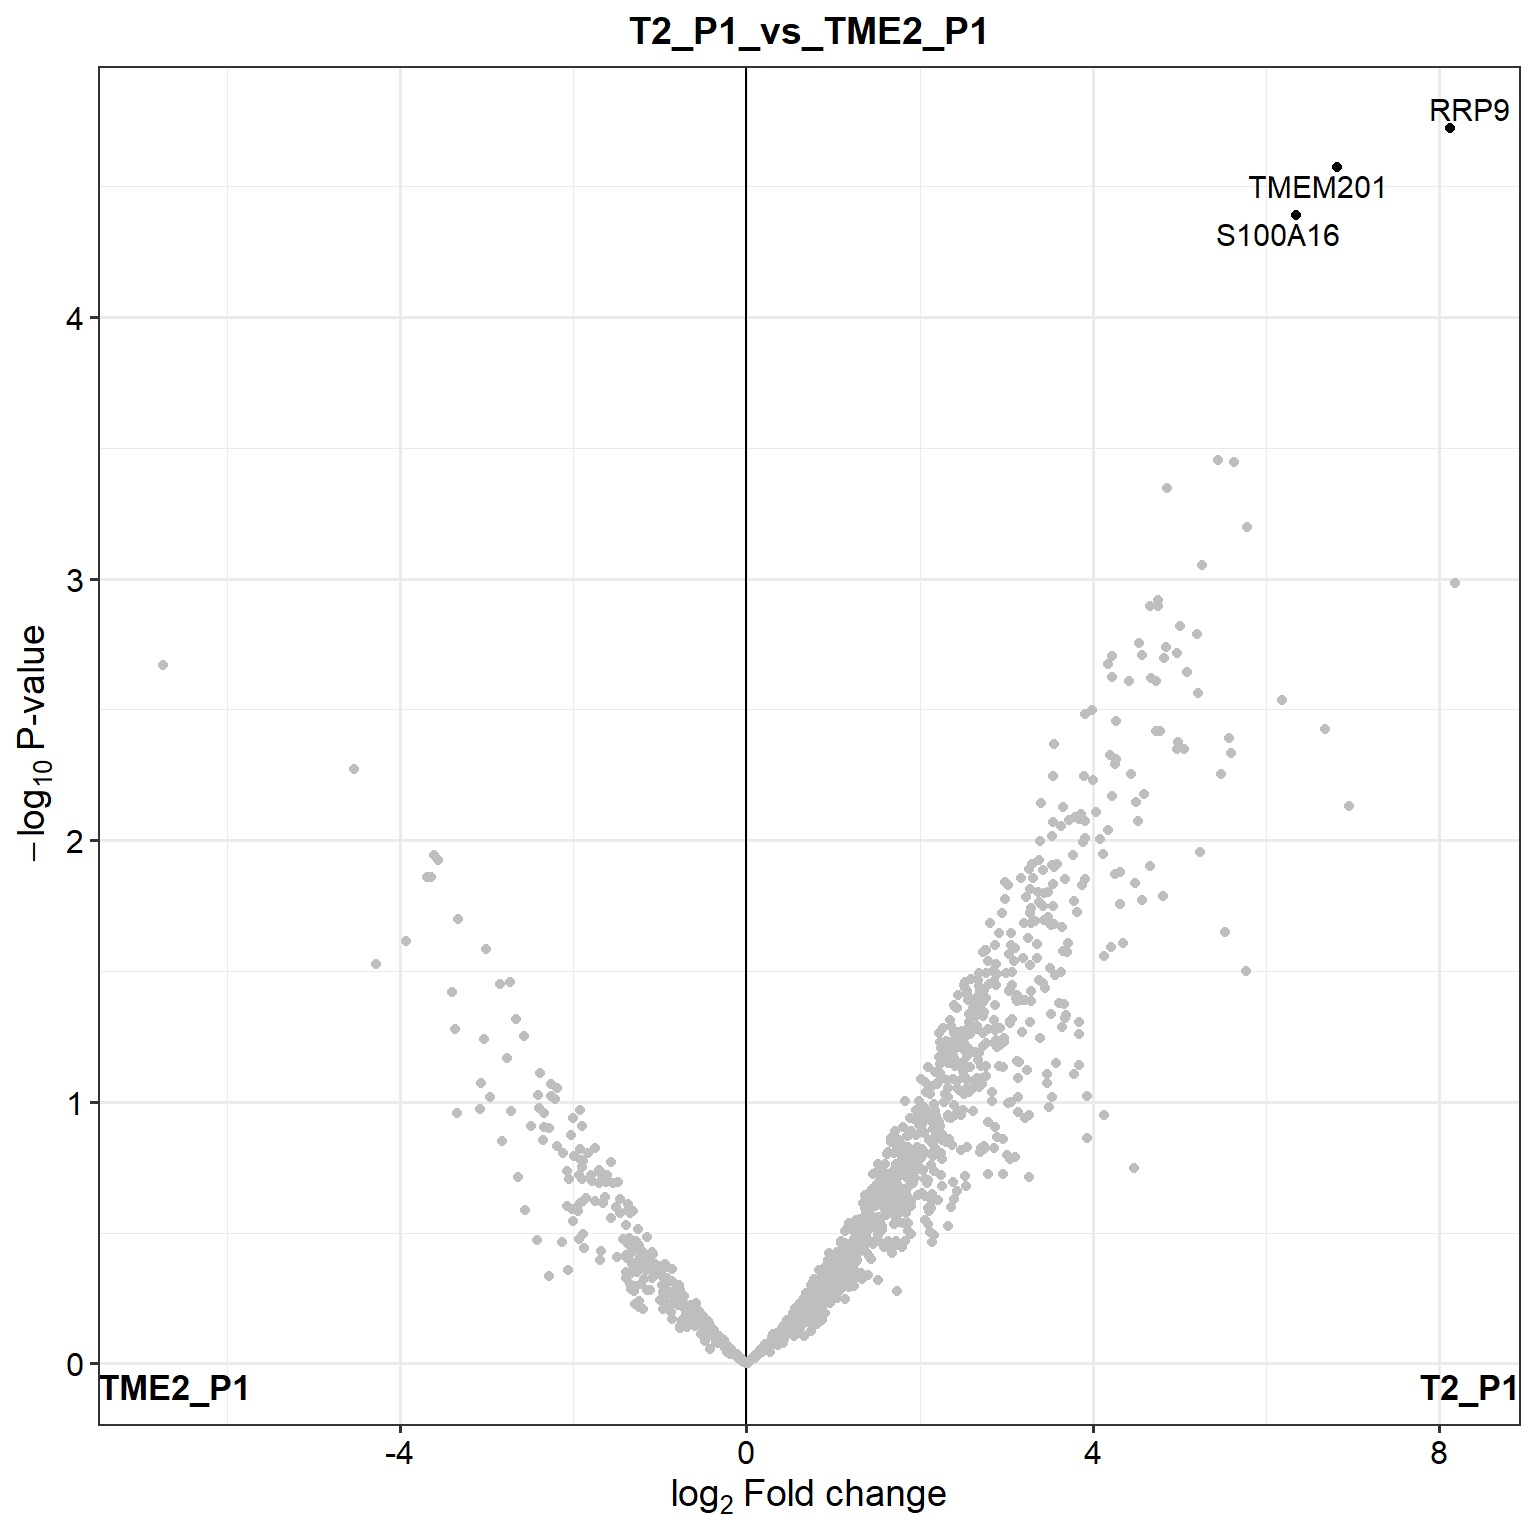 T2_P1_vs_TME2_P1
RRP9
TMEM201
S100A16
4
3
2
1
0
−log10 P-value
TME2_P1
T2_P1
-4
0
4
8
log2 Fold change